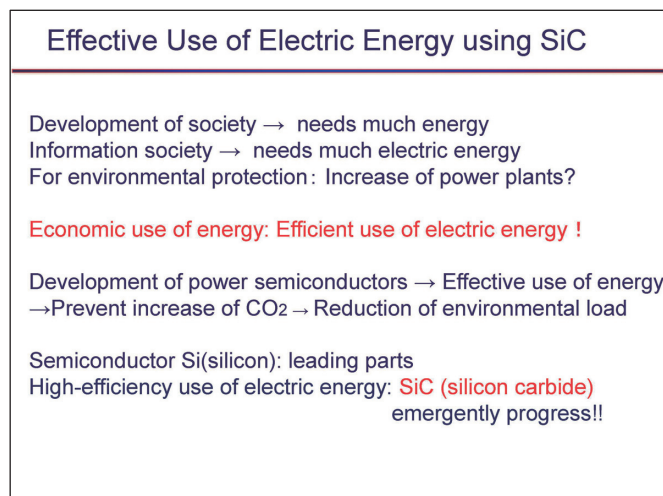 Effective Use of Electric Energy using SiC
Development of society → needs much energy
Information society → needs much electric energy
For environmental protection: Increase of power plants?
Economic use of energy: Efficient use of electric energy !
Development of power semiconductors → Effective use of energy
→Prevent increase of CO2 → Reduction of environmental load
Semiconductor Si(silicon): leading parts
High-efficiency use of electric energy: SiC (silicon carbide)
emergently progress!!